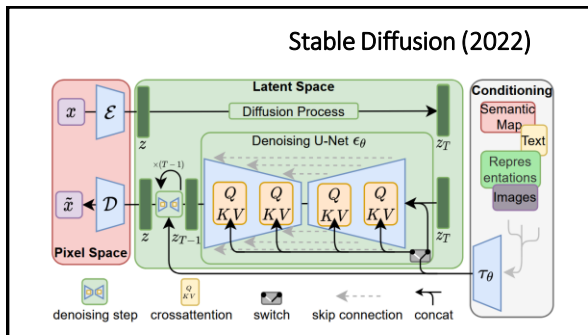 Stable Diffusion (2022)
Latent Space
Conditioning
x
ℰ
z
Diffusion Process
z_T
Semantic
Map
Text
Repres
entations
Images
Denoising U-Net ϵ_θ
×(T−1)
Q
KV
Q
KV
Q
KV
Q
KV
x̃
𝒟
z
z_{T−1}
z_T
Pixel Space
τ_θ
Q
KV
denoising step
crossattention
switch
skip connection
concat